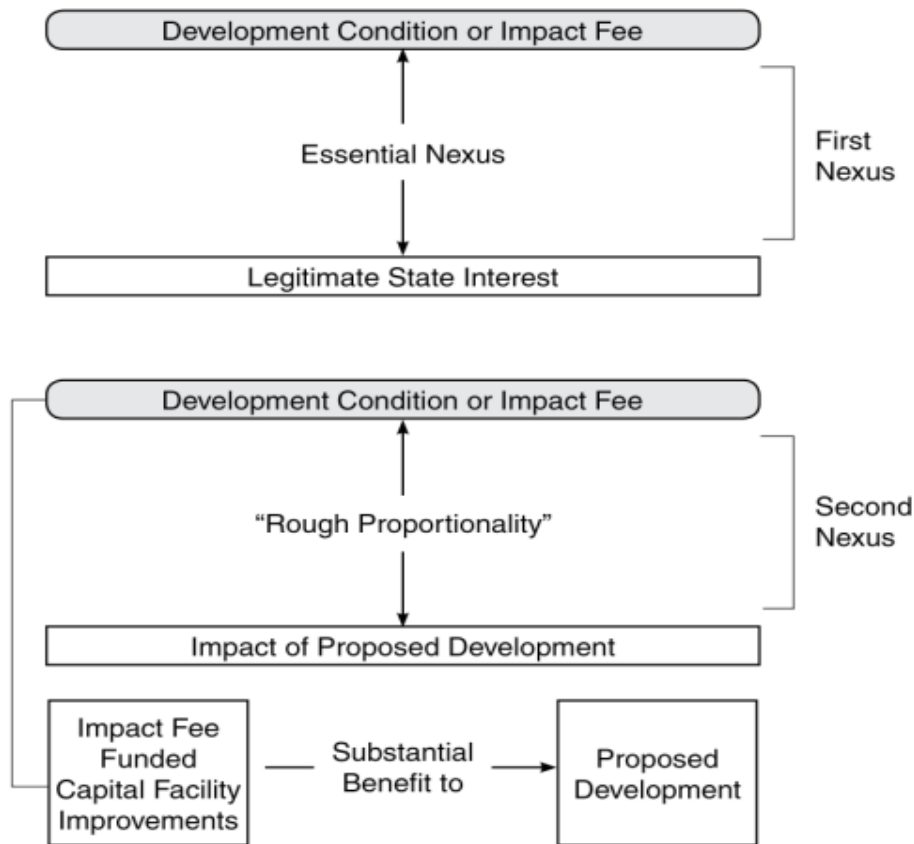 Development Condition or Impact Fee
Essential Nexus
First
Nexus
Legitimate State Interest
Development Condition or Impact Fee
“Rough Proportionality”
Second
Nexus
Impact of Proposed Development
Impact Fee
Funded
Capital Facility
Improvements
Substantial
Benefit to
Proposed
Development